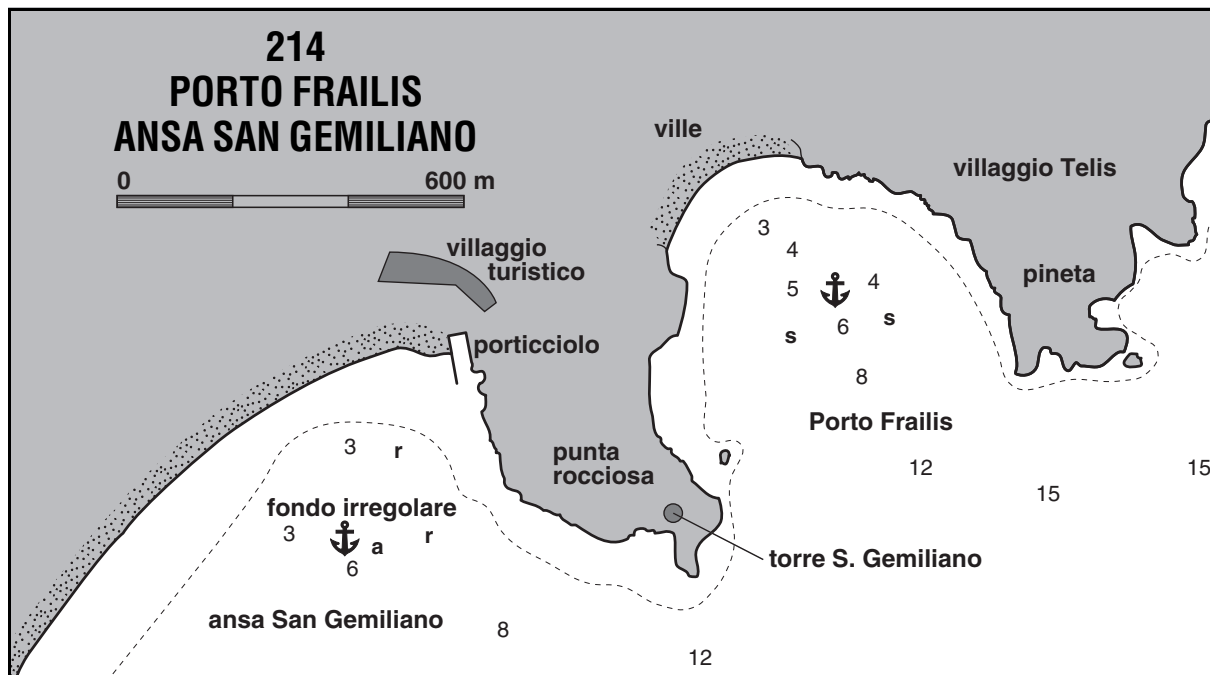 214
PORTO FRAILIS
ANSA SAN GEMILIANO
0 600 m
ville
villaggio Telis
villaggio
turistico
pineta
3
4
5
4
6
s
s
8
porticciolo
Porto Frailis
12
15
15
punta
rocciosa
torre S. Gemiliano
3
r
fondo irregolare
3
a
r
6
ansa San Gemiliano
8
12